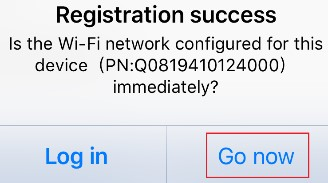 Registration success
Is the Wi-Fi network configured for this
device (PN:Q0819410124000)
immediately?
Log in
Go now